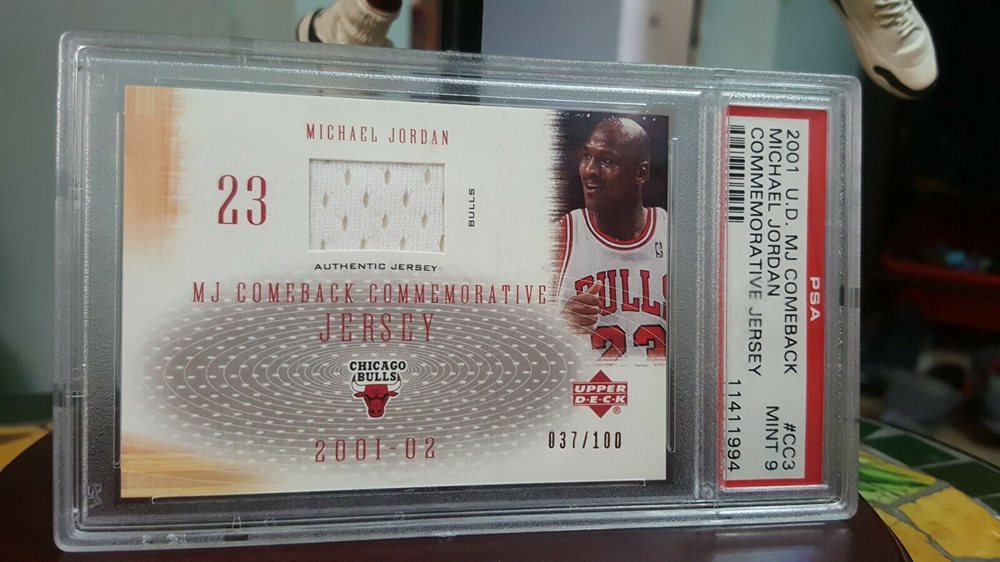 MICHAEL JORDAN
23
BULLS
AUTHENTIC JERSEY
MJ COMEBACK COMMEMORATIVE
JERSEY
CHICAGO
BULLS
2001-02
BULLS
23
UPPER
D·E·C·K
®
037/100
PSA
2001 U.D. MJ COMEBACK #CC3
MICHAEL JORDAN MINT 9
COMMEMORATIVE JERSEY
11411994